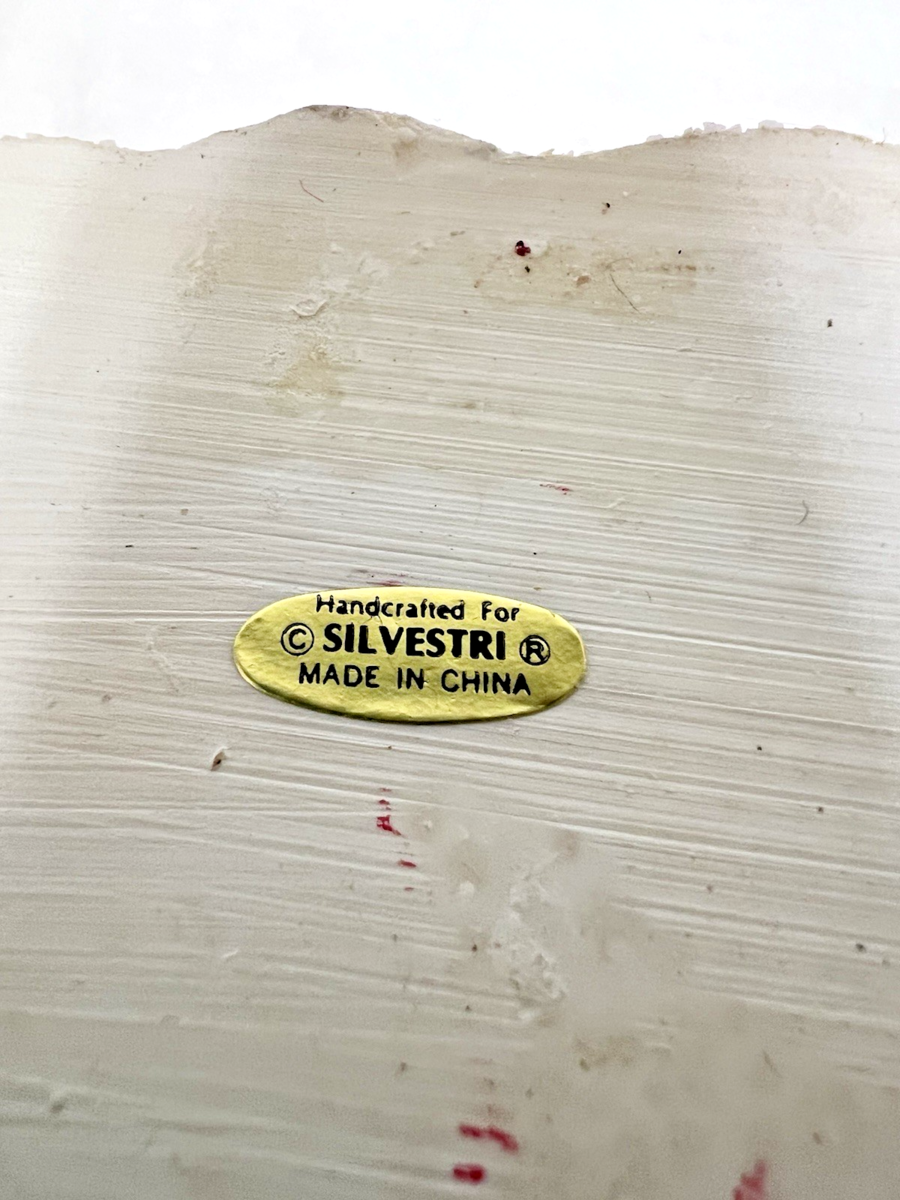 Handcrafted For
© SILVESTRI ®
MADE IN CHINA